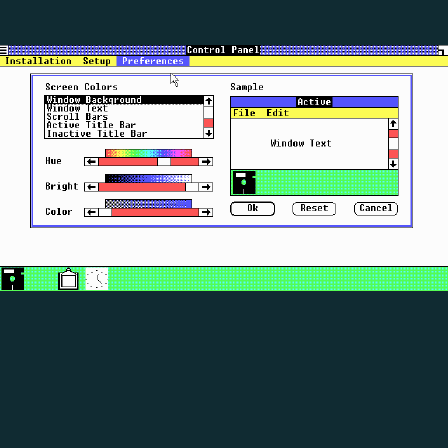 Control Panel
Installation Setup Preferences
Screen Colors
Window Background
Window Text
Scroll Bars
Active Title Bar
Inactive Title Bar
Hue
Bright
Color
Sample
Active
File Edit
Window Text
Ok Reset Cancel